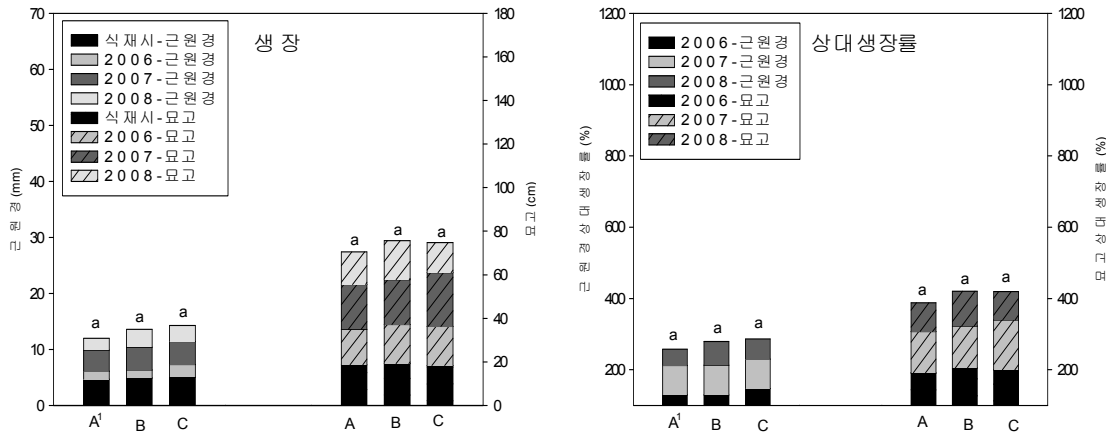 생 장
70
60
50
40
30
20
10
0
근 원 경 (mm)
식재시-근원경
2006-근원경
2007-근원경
2008-근원경
식재시-묘고
2006-묘고
2007-묘고
2008-묘고
a a a a a a
A¹ B C A B C
180
160
140
120
100
80
60
40
20
0
묘고 (cm)
상대생장률
1200
1000
800
600
400
200
근 원 경 상 대 생 장 률 (%)
2006-근원경
2007-근원경
2008-근원경
2006-묘고
2007-묘고
2008-묘고
a a a a a a
A¹ B C A B C
1200
1000
800
600
400
200
묘 고 상 대 생 장 률 (%)